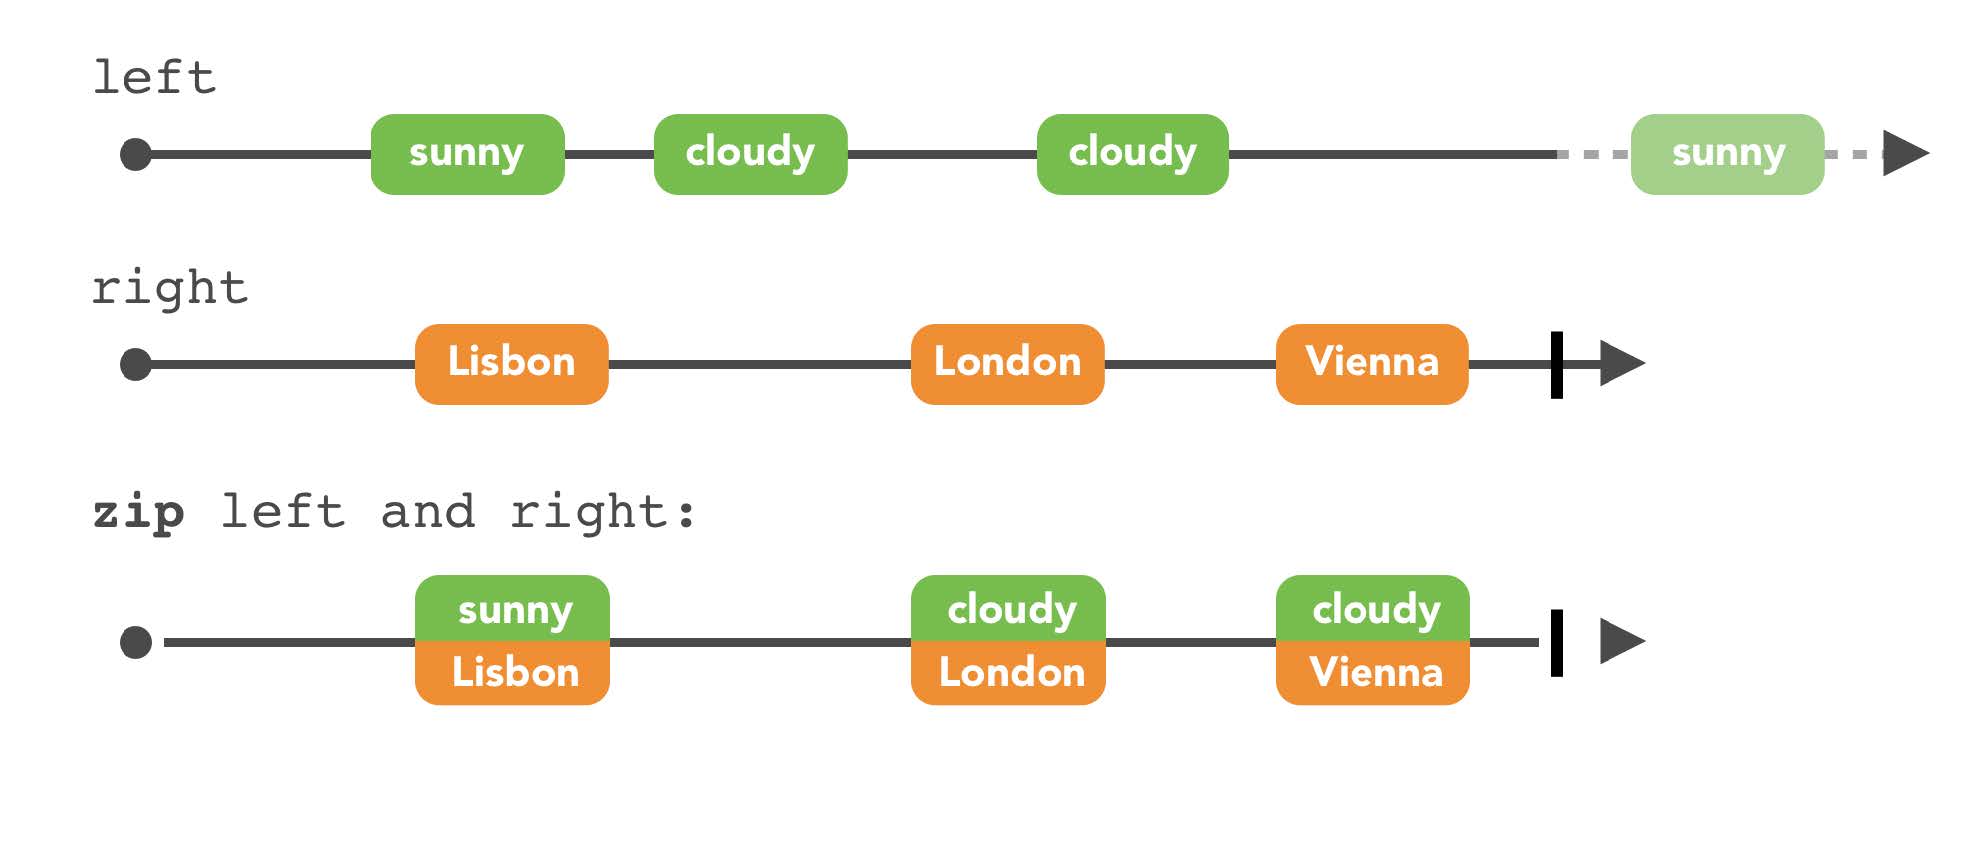 left
sunny cloudy cloudy sunny
right
Lisbon London Vienna
zip left and right:
sunny cloudy cloudy
Lisbon London Vienna